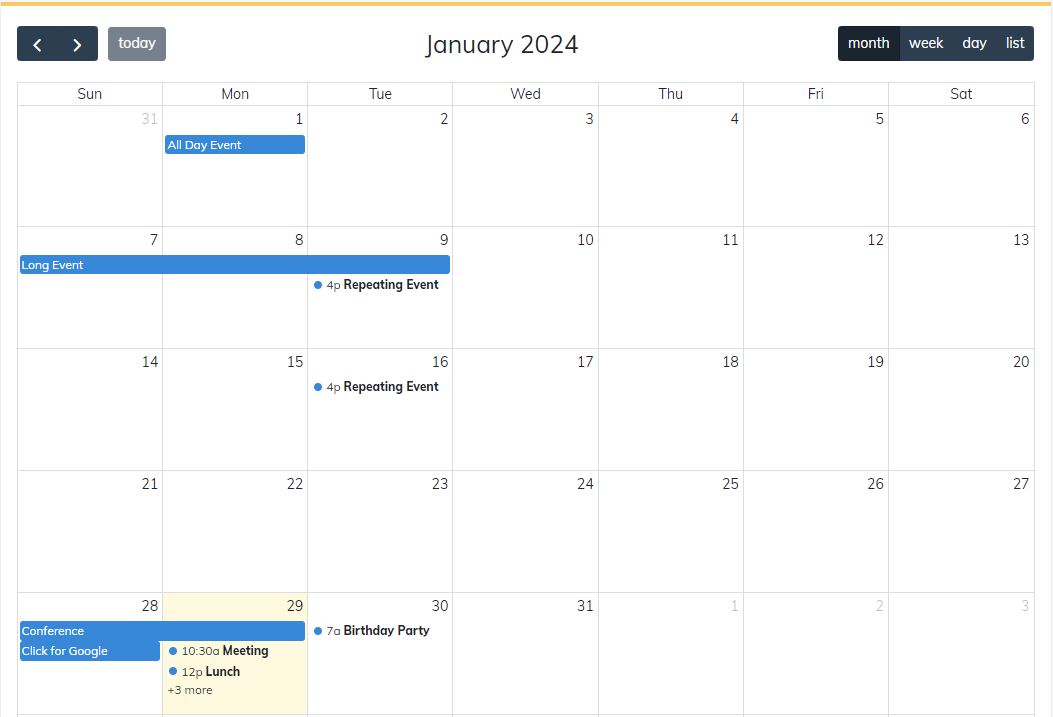 today
January 2024
month week day list
Sun Mon Tue Wed Thu Fri Sat
31 1 2 3 4 5 6
All Day Event
7 8 9 10 11 12 13
Long Event
4p Repeating Event
14 15 16 17 18 19 20
4p Repeating Event
21 22 23 24 25 26 27
28 29 30 31 1 2 3
Conference
7a Birthday Party
Click for Google
10:30a Meeting
12p Lunch
+3 more